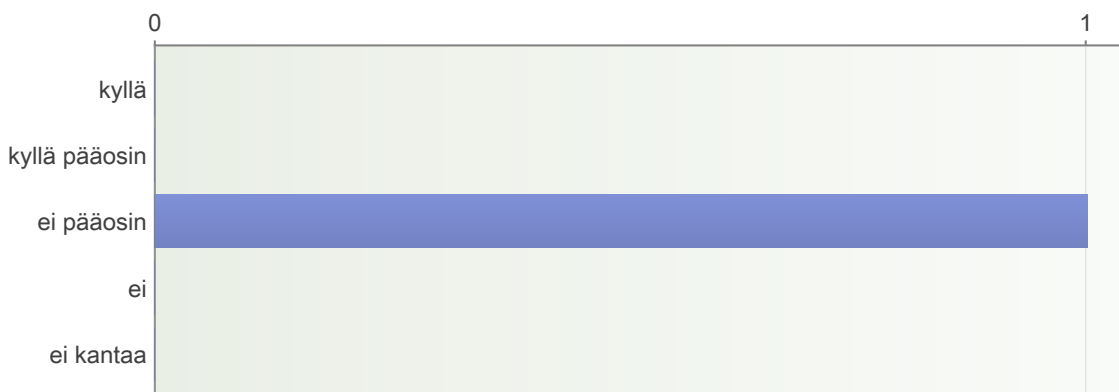 0 1
kyllä
kyllä pääosin
ei pääosin
ei
ei kantaa